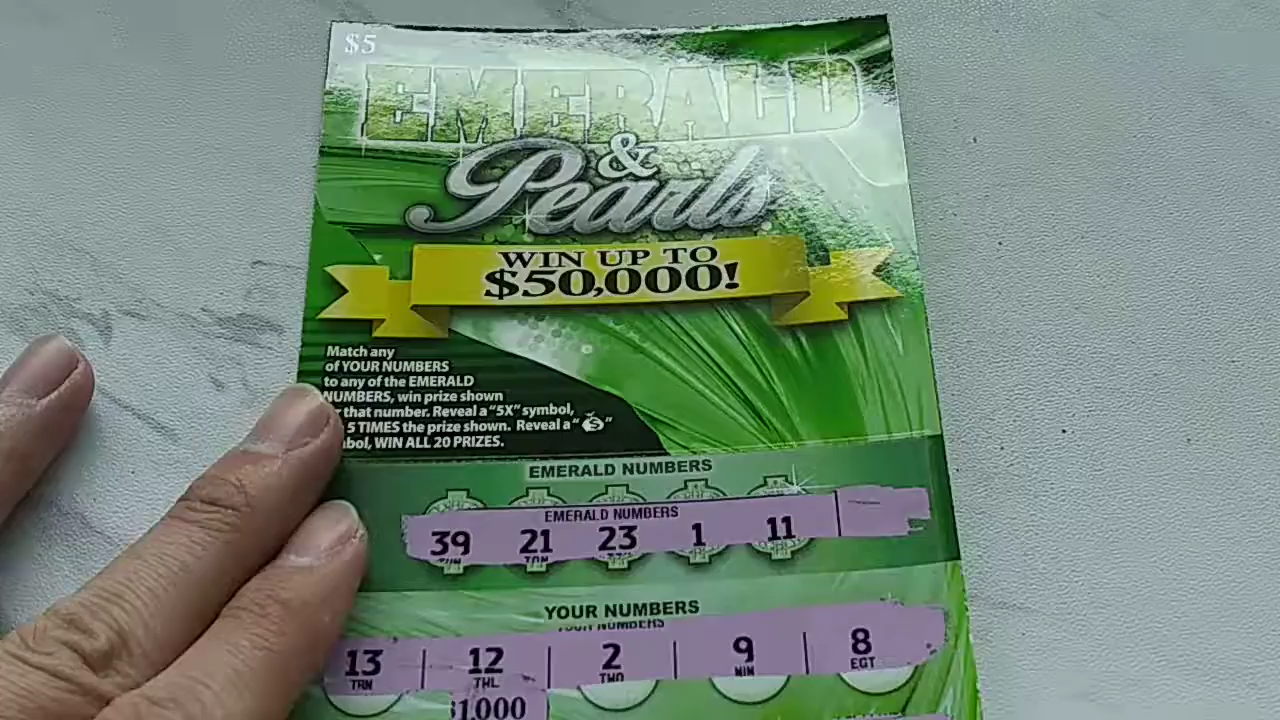 $5
EMERALD
&
Pearls
WIN UP TO
$50,000!
Match any
of YOUR NUMBERS
to any of the EMERALD
NUMBERS, win prize shown
that number. Reveal a "5X" symbol,
5 TIMES the prize shown. Reveal a "
WIN ALL 20 PRIZES.
EMERALD NUMBERS
EMERALD NUMBERS
39 21 23 1 11
YOUR NUMBERS
YOUR NUMBERS
13 12 2 9 8
TRN THL TWO NIN EGT
$1,000